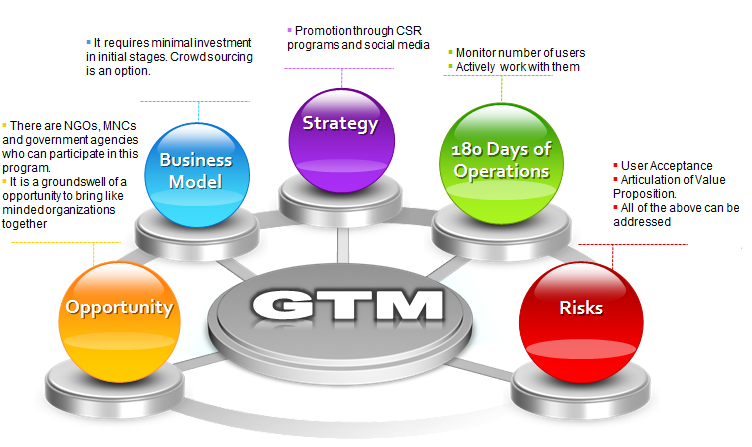 ▪ There are NGOs, MNCs
and government agencies
who can participate in this
program.
▪ It is a groundswell of a
opportunity to bring like
minded organizations
together
Opportunity
▪ It requires minimal investment
in initial stages. Crowd sourcing
is an option.
Business
Model
▪ Promotion through CSR
programs and social media
Strategy
▪ Monitor number of users
▪ Actively work with them
180 Days of
Operations
▪ User Acceptance
▪ Articulation of Value
Proposition.
▪ All of the above can be
addressed
Risks
GTM